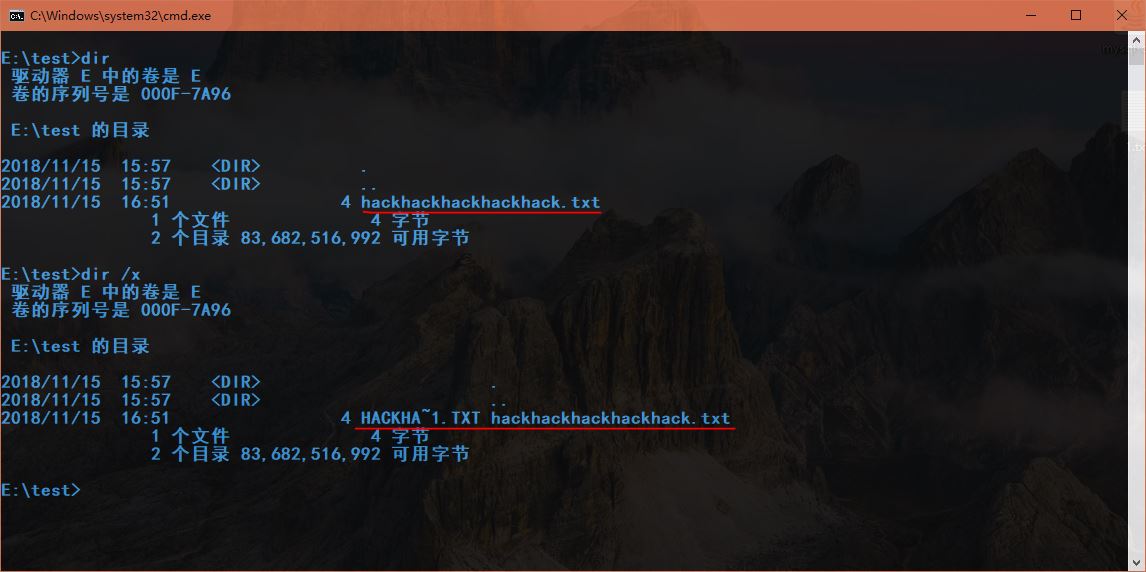 C:\Windows\system32\cmd.exe
E:\test>dir
驱动器 E 中的卷是 E
卷的序列号是 000F-7A96
E:\test 的目录
2018/11/15 15:57 <DIR> .
2018/11/15 15:57 <DIR> ..
2018/11/15 16:51 4 hackhackhackhackhack.txt
1 个文件 4 字节
2 个目录 83,682,516,992 可用字节
E:\test>dir /x
驱动器 E 中的卷是 E
卷的序列号是 000F-7A96
E:\test 的目录
2018/11/15 15:57 <DIR> .
2018/11/15 15:57 <DIR> ..
2018/11/15 16:51 4 HACKHA~1.TXT hackhackhackhackhack.txt
1 个文件 4 字节
2 个目录 83,682,516,992 可用字节
E:\test>